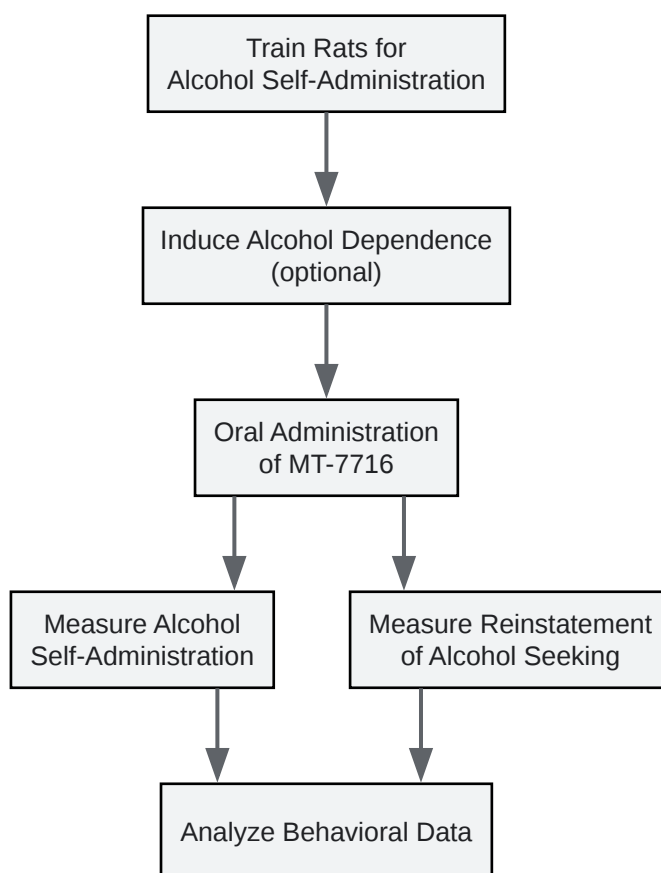 Train Rats for
Alcohol Self-Administration
Induce Alcohol Dependence
(optional)
Oral Administration
of MT-7716
Measure Alcohol
Self-Administration
Measure Reinstatement
of Alcohol Seeking
Analyze Behavioral Data